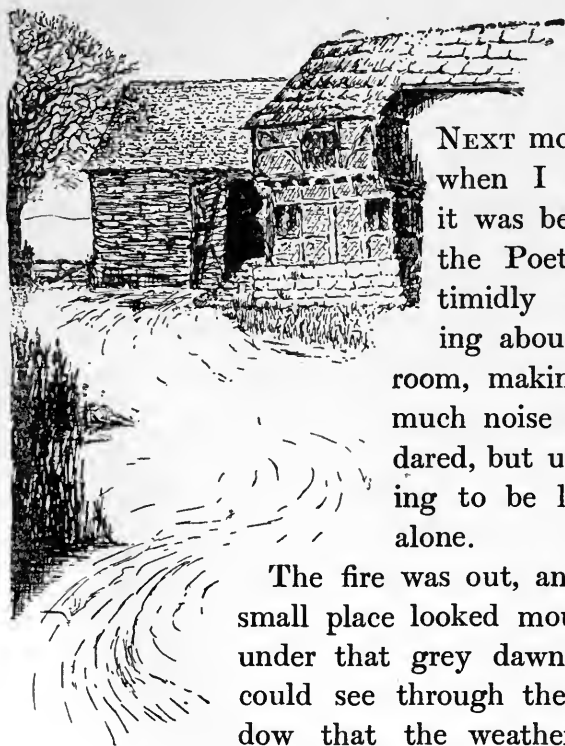 NEXT mo
when I
it was be
the Poet
timidly
ing abou
room, makin
much noise
dared, but u
ing to be l
alone.
The fire was out, an
small place looked mou
under that grey dawn
could see through the
dow that the weathe